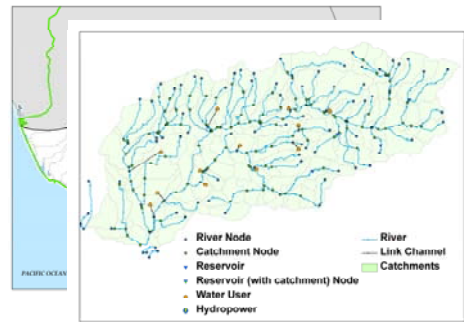 River Node
Catchment Node
Reservoir
Reservoir (with catchment) Node
Water User
Hydropower
River
Link Channel
Catchments
PACIFIC OCEAN